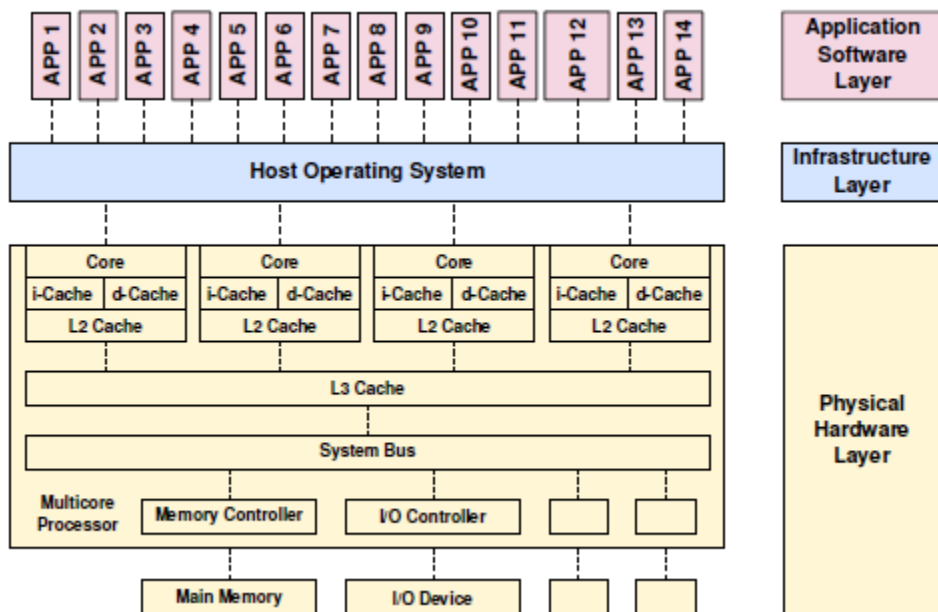 APP 1
APP 2
APP 3
APP 4
APP 5
APP 6
APP 7
APP 8
APP 9
APP 10
APP 11
APP 12
APP 13
APP 14
Application
Software
Layer
Host Operating System
Infrastructure
Layer
Core
Core
Core
Core
i-Cache
d-Cache
i-Cache
d-Cache
i-Cache
d-Cache
i-Cache
d-Cache
L2 Cache
L2 Cache
L2 Cache
L2 Cache
L3 Cache
System Bus
Multicore
Processor
Memory Controller
I/O Controller
Main Memory
I/O Device
Physical
Hardware
Layer